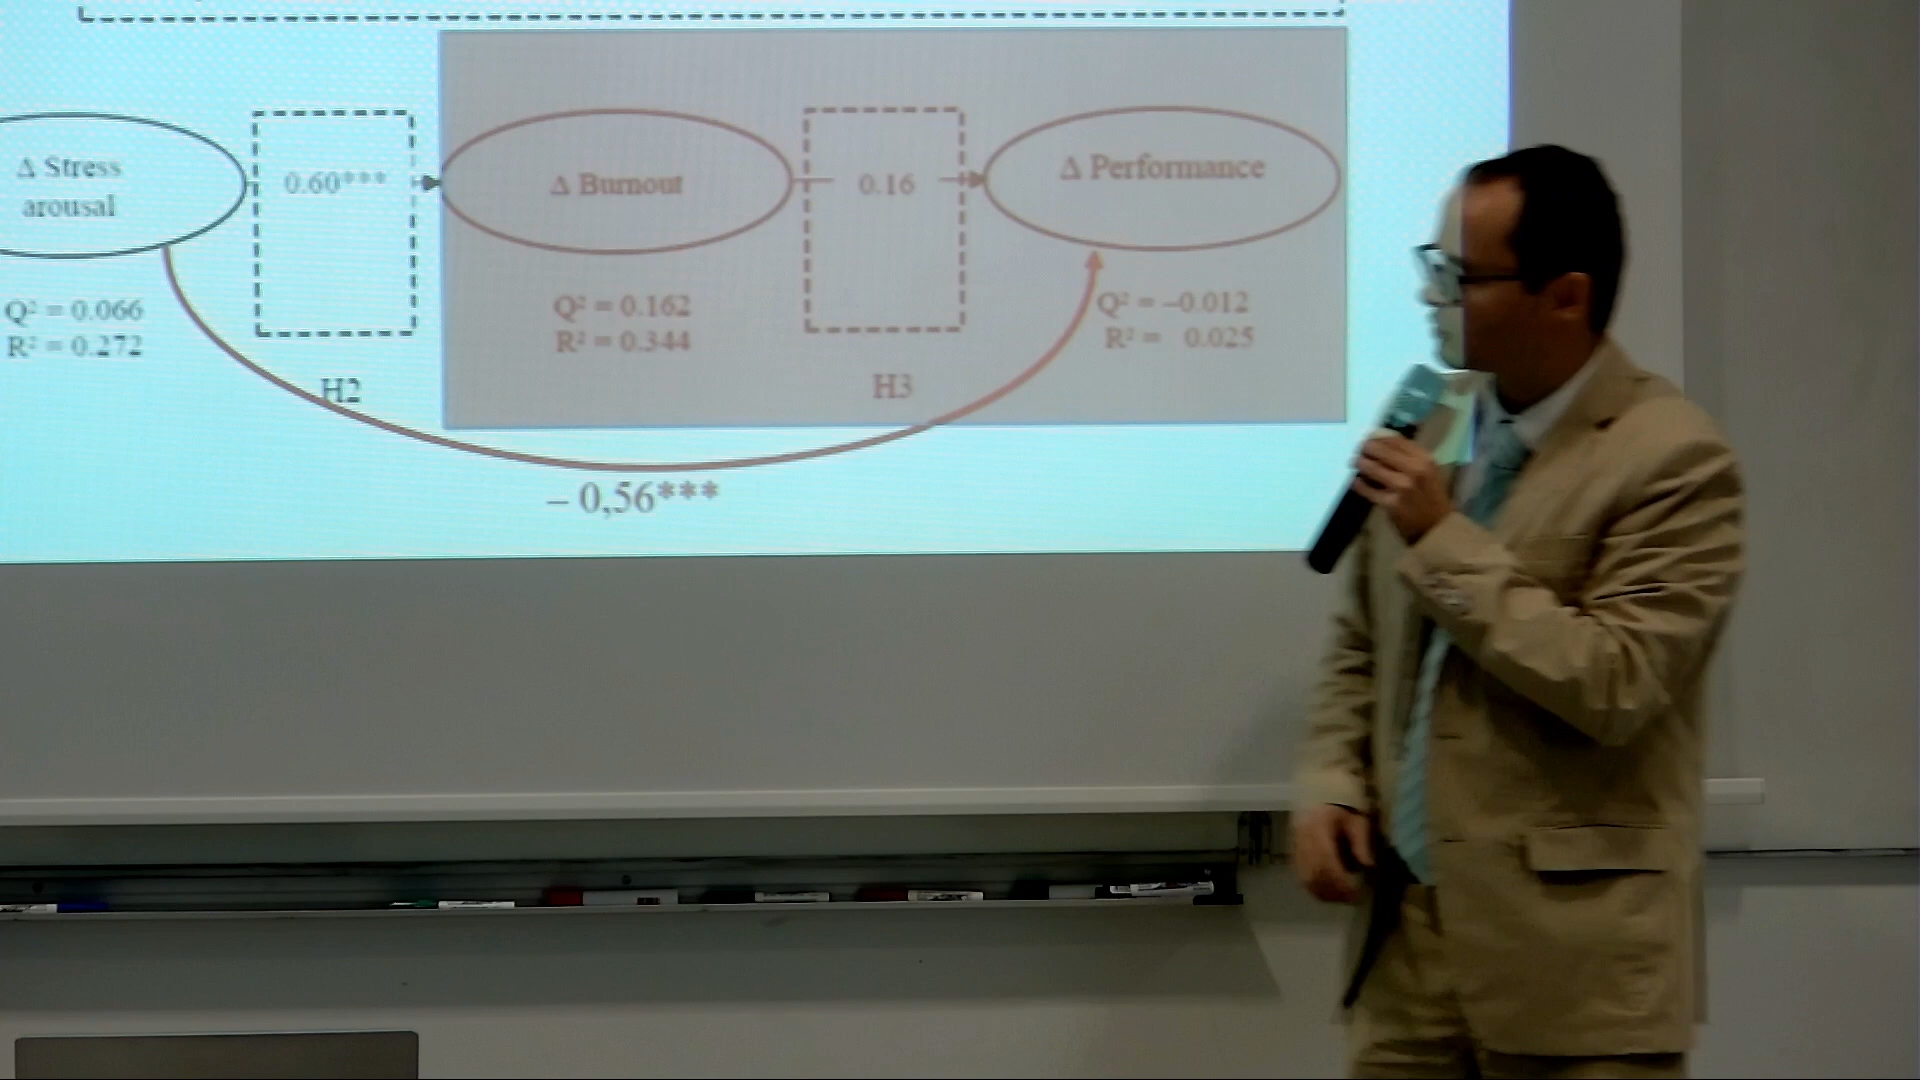 Δ Stress
arousal
0.60***
Δ Burnout
0.16
Δ Performance
Q² = 0.066
R² = 0.272
Q² = 0.162
R² = 0.344
Q² = –0.012
R² = 0.025
H2
H3
– 0,56***